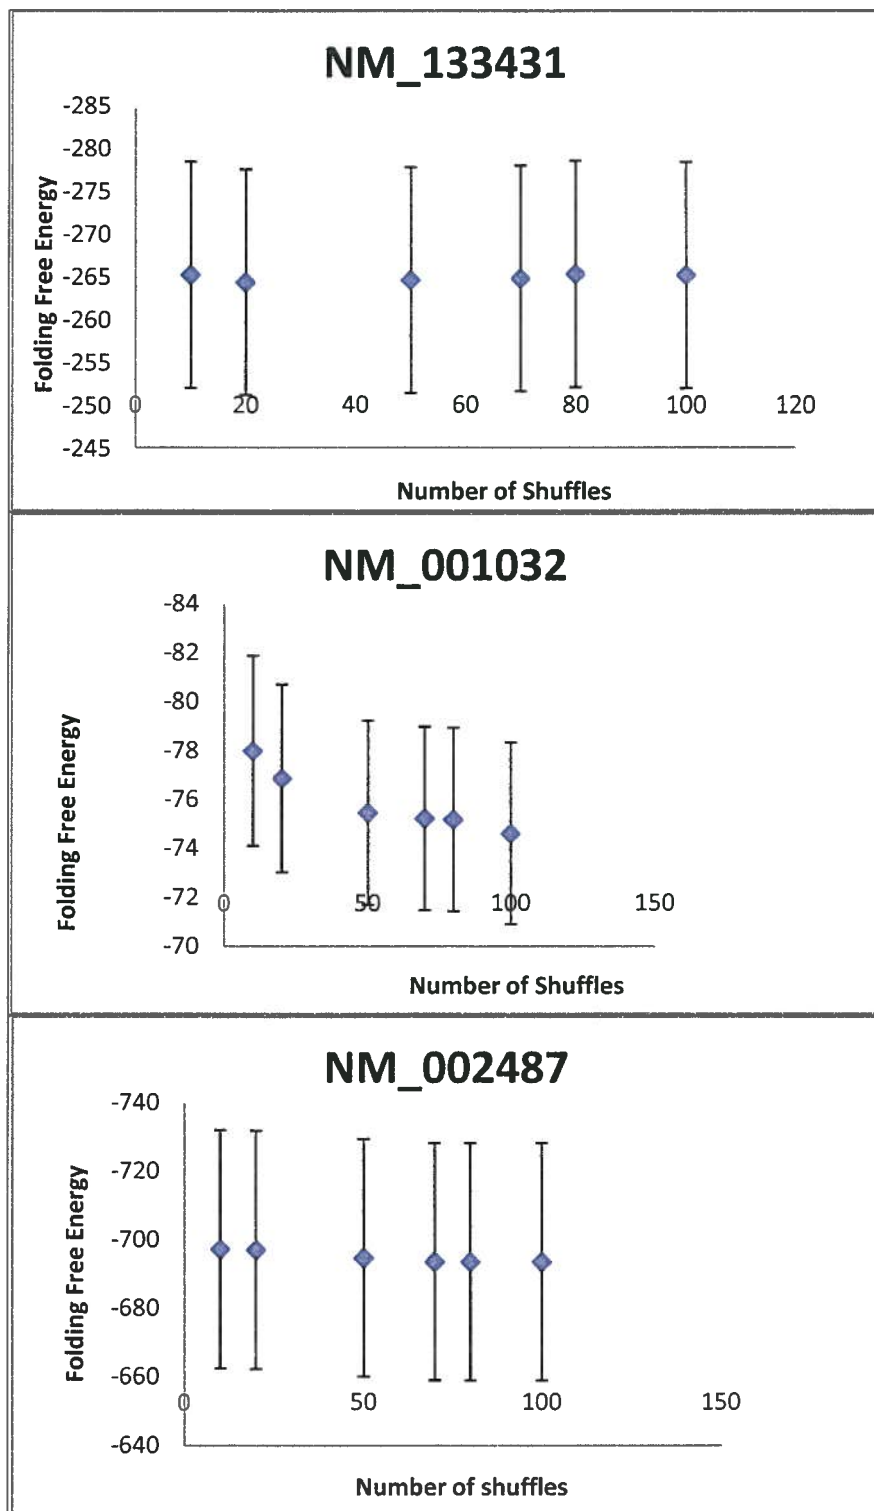 NM_133431
-285
-280
-275
-270
-265
-260
-255
-250
-245
0 20 40 60 80 100 120
Folding Free Energy
Number of Shuffles
NM_001032
-84
-82
-80
-78
-76
-74
-72
-70
0 50 100 150
Folding Free Energy
Number of Shuffles
NM_002487
-740
-720
-700
-680
-660
-640
0 50 100 150
Folding Free Energy
Number of shuffles